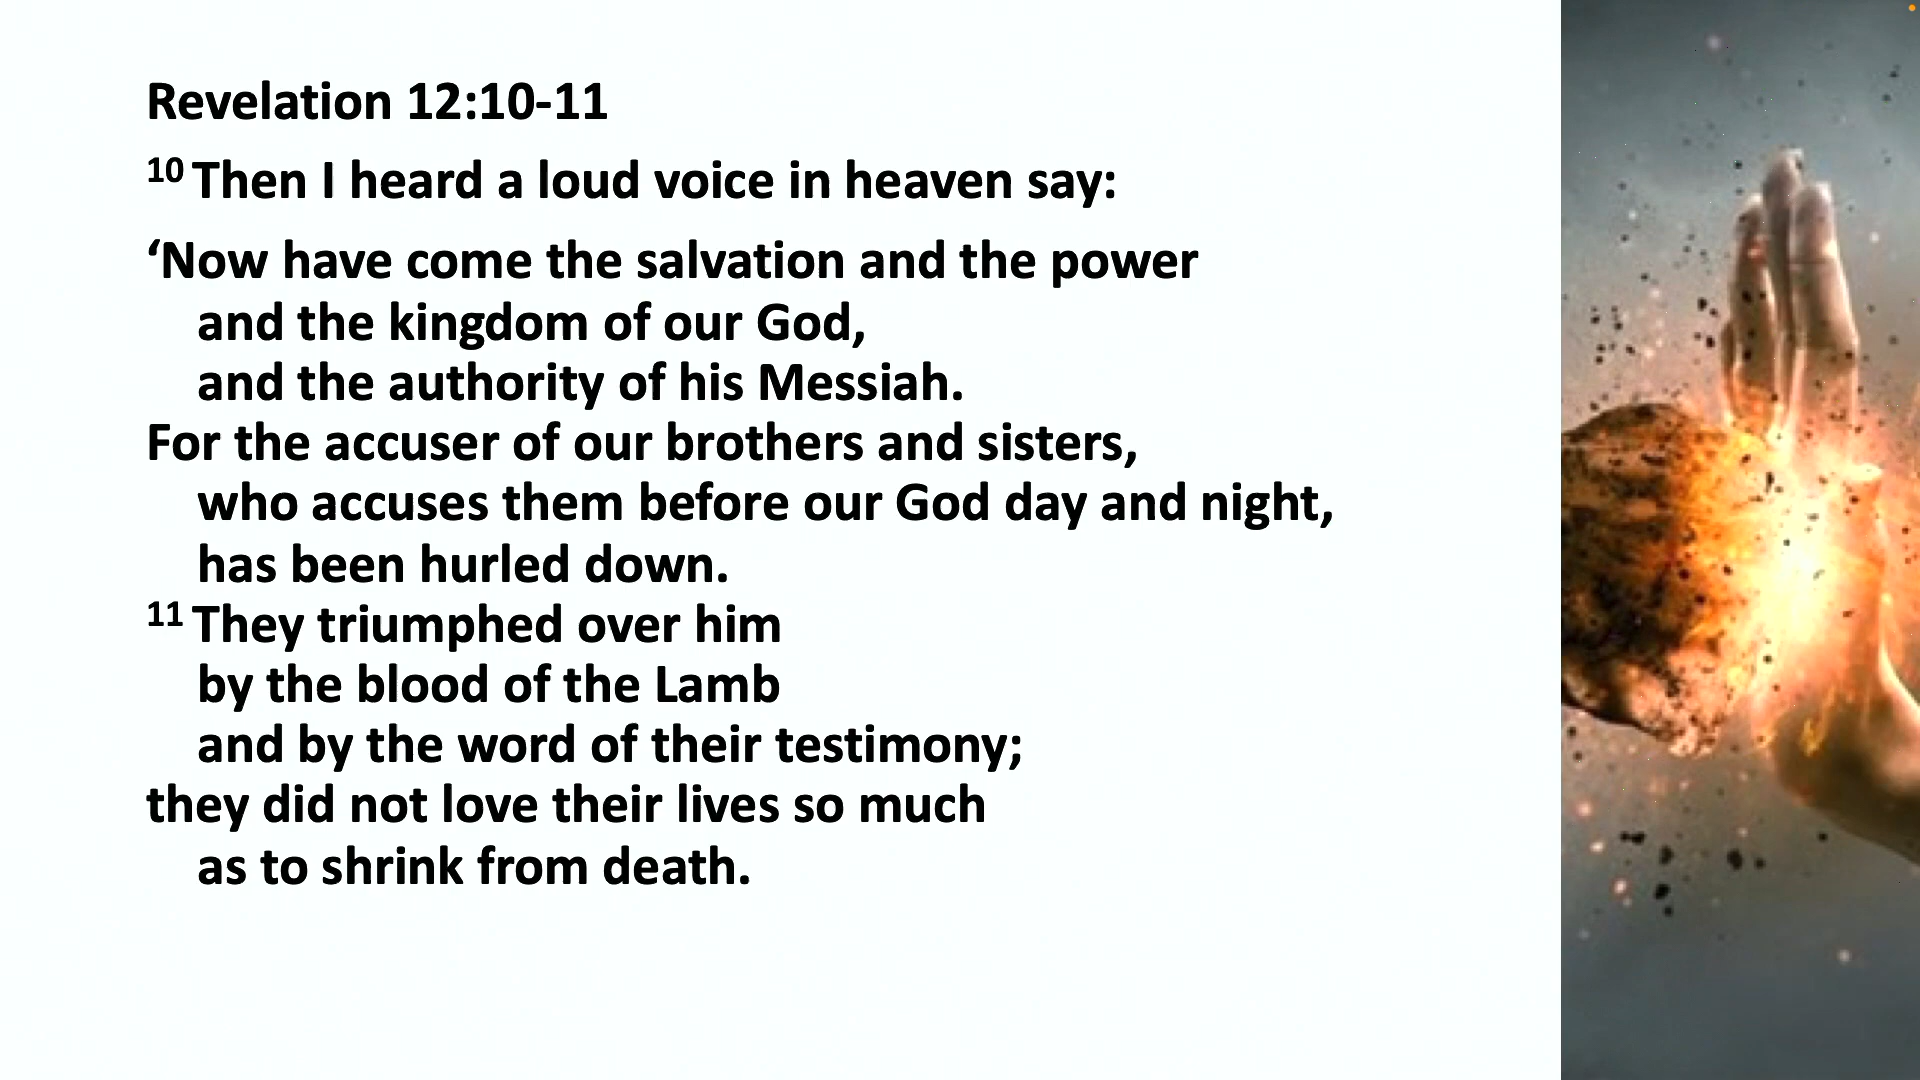 Revelation 12:10-11
10 Then I heard a loud voice in heaven say:
‘Now have come the salvation and the power
and the kingdom of our God,
and the authority of his Messiah.
For the accuser of our brothers and sisters,
who accuses them before our God day and night,
has been hurled down.
11 They triumphed over him
by the blood of the Lamb
and by the word of their testimony;
they did not love their lives so much
as to shrink from death.